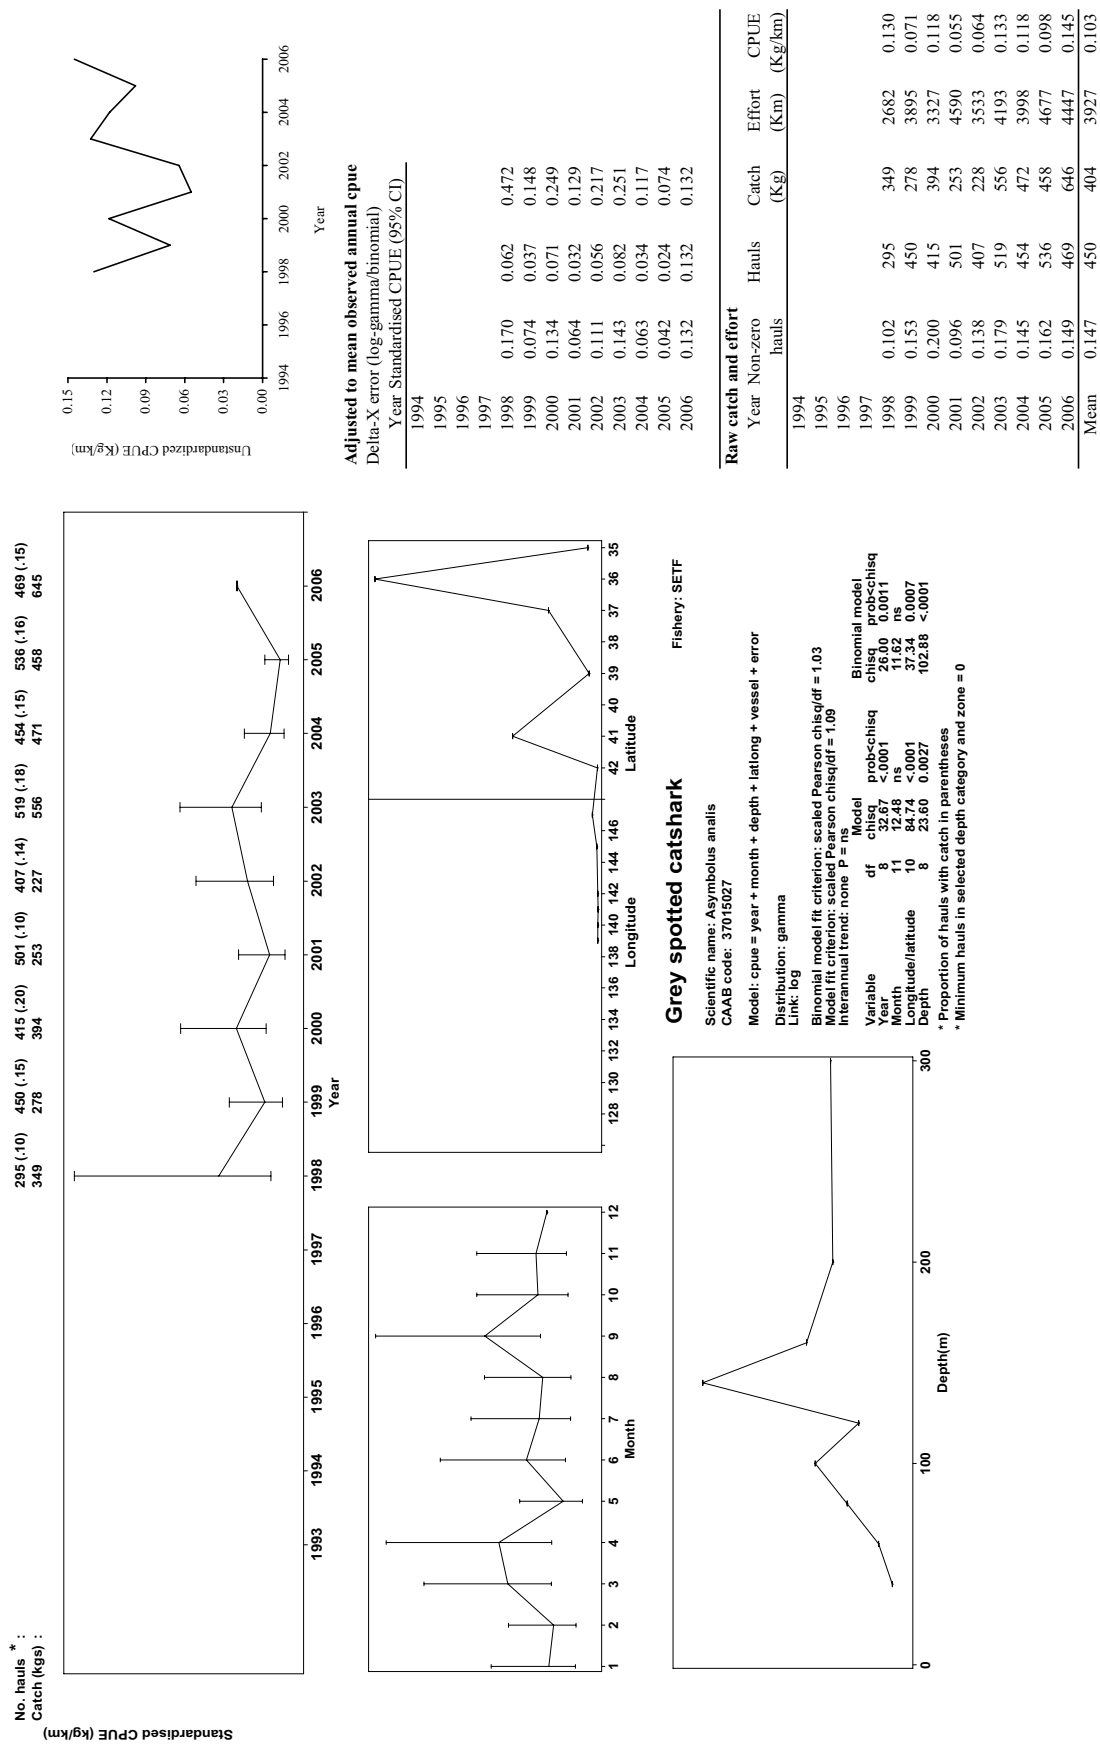 No. hauls * : 295 (.10) 450 (.15) 415 (.20) 501 (.10) 407 (.14) 519 (.18) 454 (.15) 536 (.16) 469 (.15)
Catch (kgs) : 349 278 394 253 227 556 471 458 645
Standardised CPUE (kg/km)
1993 1994 1995 1996 1997 1998 1999 2000 2001 2002 2003 2004 2005 2006
Year
1 2 3 4 5 6 7 8 9 10 11 12
Month
128 130 132 134 136 138 140 142 144 146 42 41 40 39 38 37 36 35
Longitude Latitude
0 100 200 300
Depth(m)
Grey spotted catshark
Fishery: SETF
Scientific name: Asymbolus analis
CAAB code: 37015027
Model: cpue = year + month + depth + latlong + vessel + error
Distribution: gamma
Link: log
Binomial model fit criterion: scaled Pearson chisq/df = 1.03
Model fit criterion: scaled Pearson chisq/df = 1.09
Interannual trend: none P = ns
Model Binomial model
Variable df chisq prob<chisq chisq prob<chisq
Year 8 32.67 <.0001 26.00 0.0011
Month 11 12.48 ns 11.62 ns
Longitude/latitude 10 84.74 <.0001 37.34 0.0007
Depth 8 23.60 0.0027 102.88 <.0001
* Proportion of hauls with catch in parentheses
* Minimum hauls in selected depth category and zone = 0
Unstandardized CPUE (Kg/km)
0.15
0.12
0.09
0.06
0.03
0.00
1994 1996 1998 2000 2002 2004 2006
Year
Adjusted to mean observed annual cpue
Delta-X error (log-gamma/binomial)
Year Standardised CPUE (95% CI)
1994
1995
1996
1997
1998 0.170 0.062 0.472
1999 0.074 0.037 0.148
2000 0.134 0.071 0.249
2001 0.064 0.032 0.129
2002 0.111 0.056 0.217
2003 0.143 0.082 0.251
2004 0.063 0.034 0.117
2005 0.042 0.024 0.074
2006 0.132 0.132 0.132
Raw catch and effort
Year Non-zero Hauls Catch Effort CPUE
hauls (Kg) (Km) (Kg/km)
1994
1995
1996
1997
1998 0.102 295 349 2682 0.130
1999 0.153 450 278 3895 0.071
2000 0.200 415 394 3327 0.118
2001 0.096 501 253 4590 0.055
2002 0.138 407 228 3533 0.064
2003 0.179 519 556 4193 0.133
2004 0.145 454 472 3998 0.118
2005 0.162 536 458 4677 0.098
2006 0.149 469 646 4447 0.145
Mean 0.147 450 404 3927 0.103